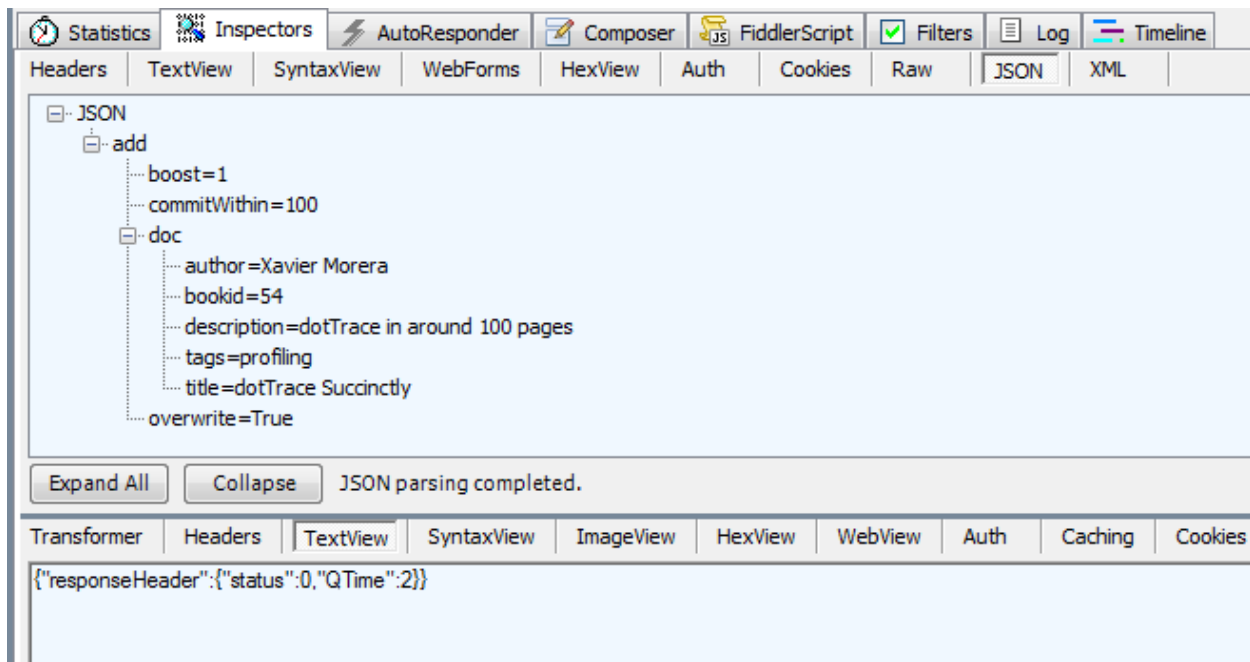 Statistics Inspectors AutoResponder Composer FiddlerScript Filters Log Timeline
Headers TextView SyntaxView WebForms HexView Auth Cookies Raw JSON XML
JSON
add
boost=1
commitWithin=100
doc
author=Xavier Morera
bookid=54
description=dotTrace in around 100 pages
tags=profiling
title=dotTrace Succinctly
overwrite=True
Expand All Collapse JSON parsing completed.
Transformer Headers TextView SyntaxView ImageView HexView WebView Auth Caching Cookies
{"responseHeader":{"status":0,"QTime":2}}